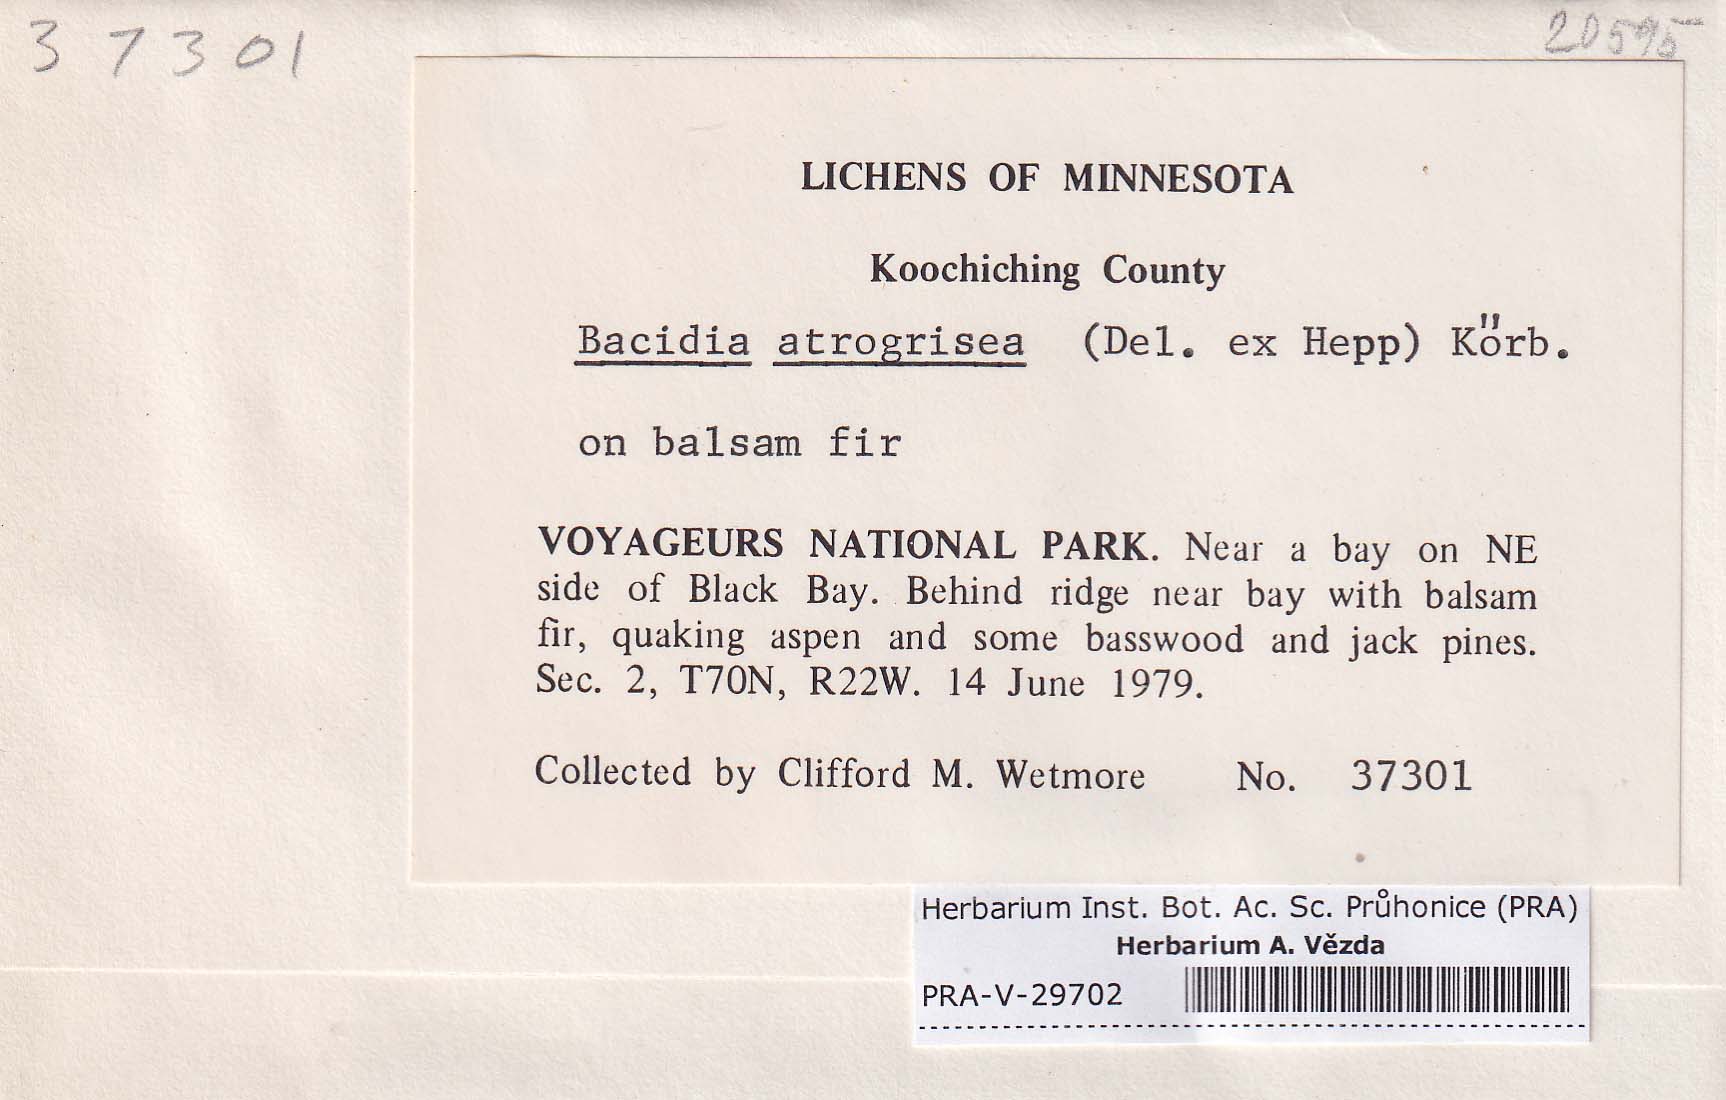 37301
LICHENS OF MINNESOTA
Koochiching County
Bacidia atrogrisea (Del. ex Hepp) Körb.
on balsam fir
VOYAGEURS NATIONAL PARK. Near a bay on NE
side of Black Bay. Behind ridge near bay with balsam
fir, quaking aspen and some basswood and jack pines.
Sec. 2, T70N, R22W. 14 June 1979.
Collected by Clifford M. Wetmore No. 37301
Herbarium Inst. Bot. Ac. Sc. Průhonice (PRA)
Herbarium A. Vězda
PRA-V-29702